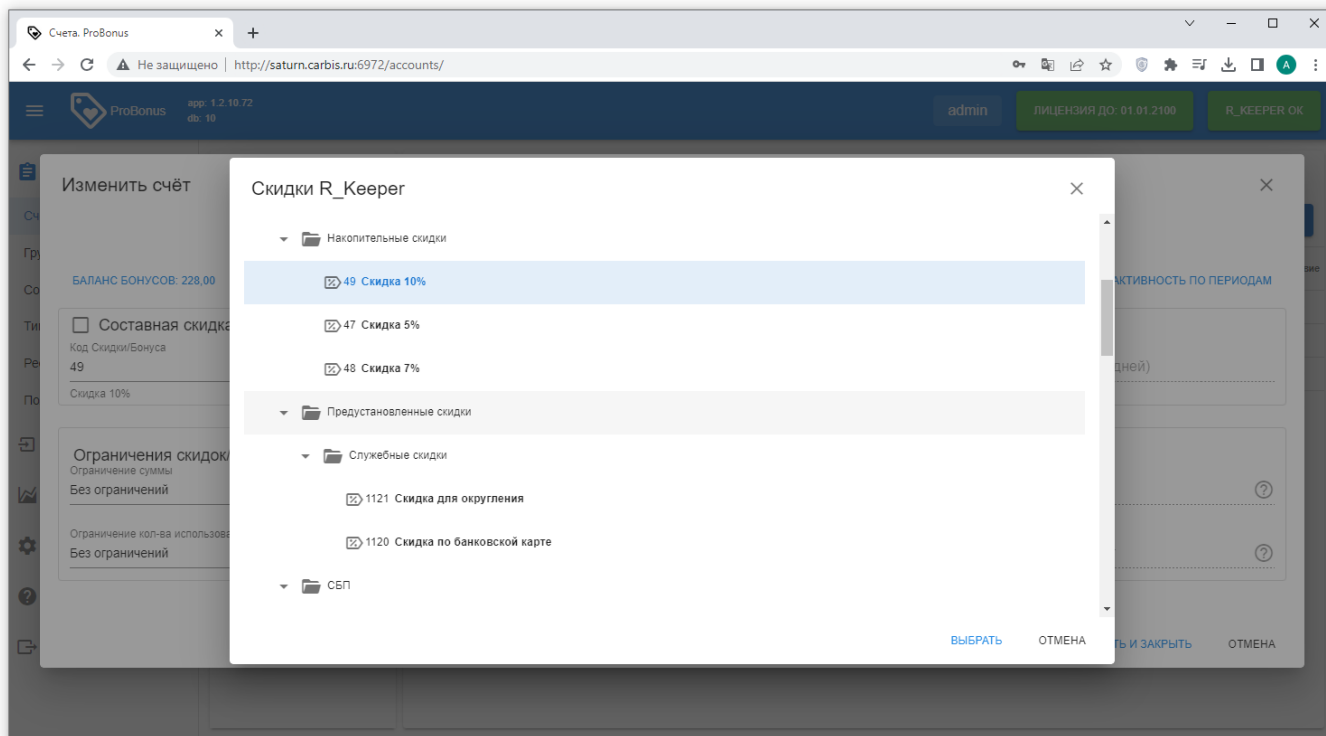 Счета. ProBonus
Не защищено http://saturn.carbis.ru:6972/accounts/
A
ProBonus
app: 1.2.10.72
db: 10
admin
ЛИЦЕНЗИЯ ДО: 01.01.2100
R_KEEPER OK
Изменить счёт
Скидки R_Keeper
Накопительные скидки
БАЛАНС БОНУСОВ: 228,00
49 Скидка 10%
АКТИВНОСТЬ ПО ПЕРИОДАМ
Составная скидка
47 Скидка 5%
Код Скидки/Бонуса
49
48 Скидка 7%
дней)
Скидка 10%
Предустановленные скидки
Ограничения скидок/
Служебные скидки
Ограничение суммы
Без ограничений
1121 Скидка для округления
Ограничение кол-ва использова
Без ограничений
1120 Скидка по банковской карте
СБП
ВЫБРАТЬ
ОТМЕНА
ТЬ И ЗАКРЫТЬ
ОТМЕНА